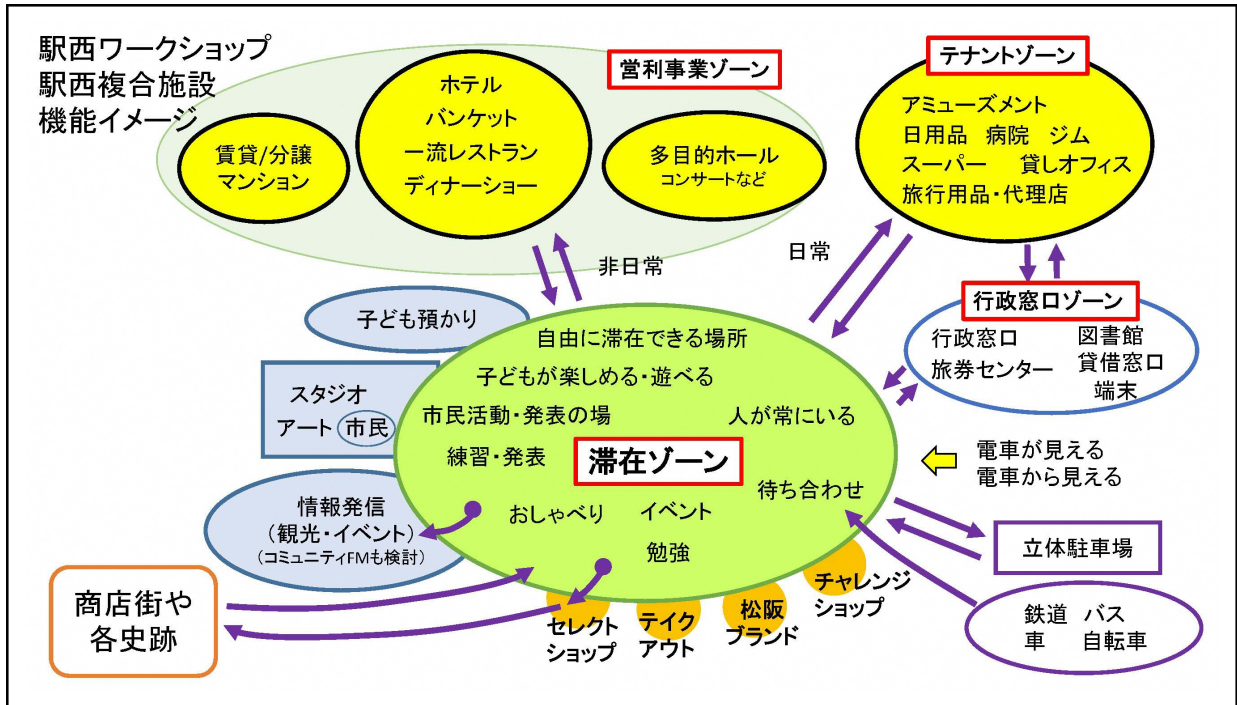 駅西ワークショップ
駅西複合施設
機能イメージ
営利事業ゾーン
賃貸/分譲
マンション
ホテル
バンケット
一流レストラン
ディナーショー
多目的ホール
コンサートなど
テナントゾーン
アミューズメント
日用品 病院 ジム
スーパー 貸しオフィス
旅行用品・代理店
非日常
日常
行政窓口ゾーン
行政窓口
旅券センター
図書館
貸借窓口
端末
子ども預かり
スタジオ
アート 市民
情報発信
(観光・イベント)
(コミュニティFMも検討)
自由に滞在できる場所
子どもが楽しめる・遊べる
市民活動・発表の場
人が常にいる
練習・発表
滞在ゾーン
待ち合わせ
おしゃべり
イベント
勉強
電車が見える
電車から見える
立体駐車場
鉄道 バス
車 自転車
商店街や
各史跡
セレクト
ショップ
テイク
アウト
松阪
ブランド
チャレンジ
ショップ